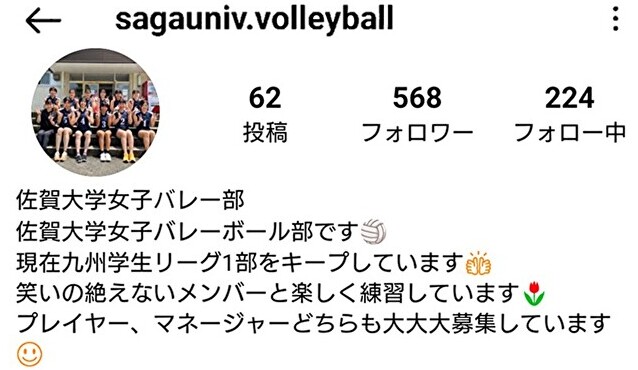 sagauniv.volleyball
62 568 224
投稿 フォロワー フォロー中
佐賀大学女子バレー部
佐賀大学女子バレーボール部です🏐
現在九州学生リーグ1部をキープしています👏
笑いの絶えないメンバーと楽しく練習しています🌷
プレイヤー、マネージャーどちらも大大大募集しています
☺